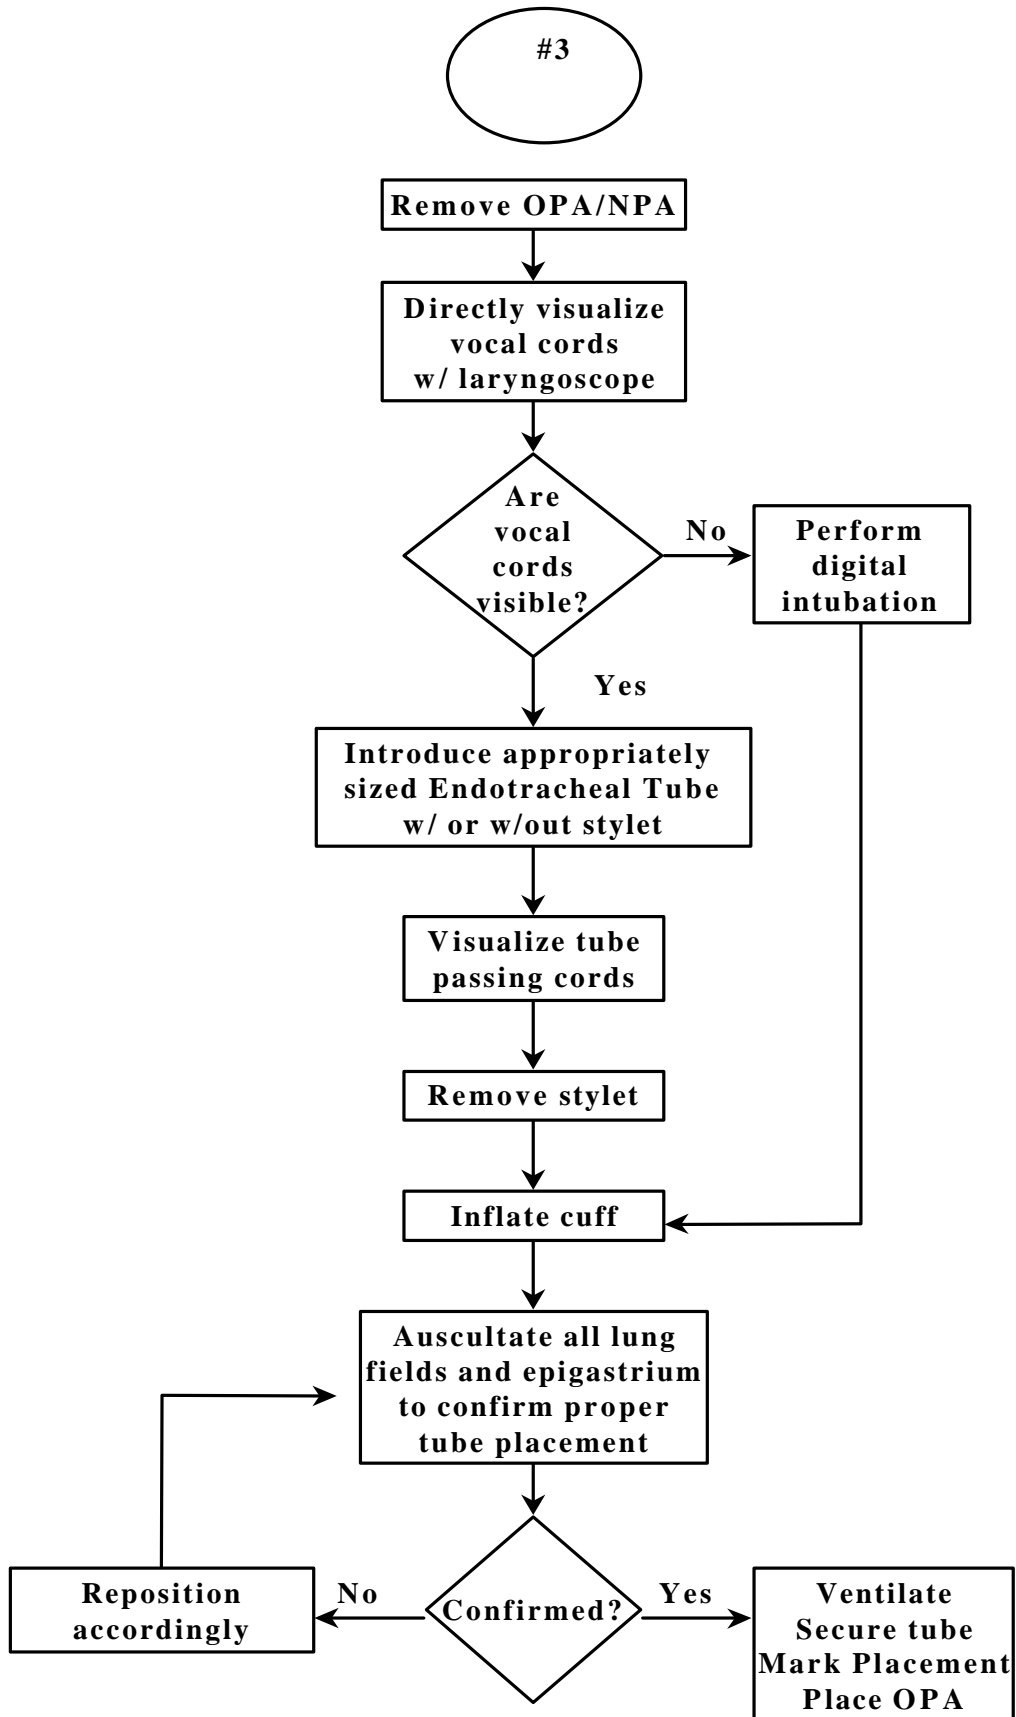 #3
Remove OPA/NPA
Directly visualize
vocal cords
w/ laryngoscope
Are
vocal
cords
visible?
No
Perform
digital
intubation
Yes
Introduce appropriately
sized Endotracheal Tube
w/ or w/out stylet
Visualize tube
passing cords
Remove stylet
Inflate cuff
Auscultate all lung
fields and epigastrium
to confirm proper
tube placement
Reposition
accordingly
No
Confirmed?
Yes
Ventilate
Secure tube
Mark Placement
Place OPA